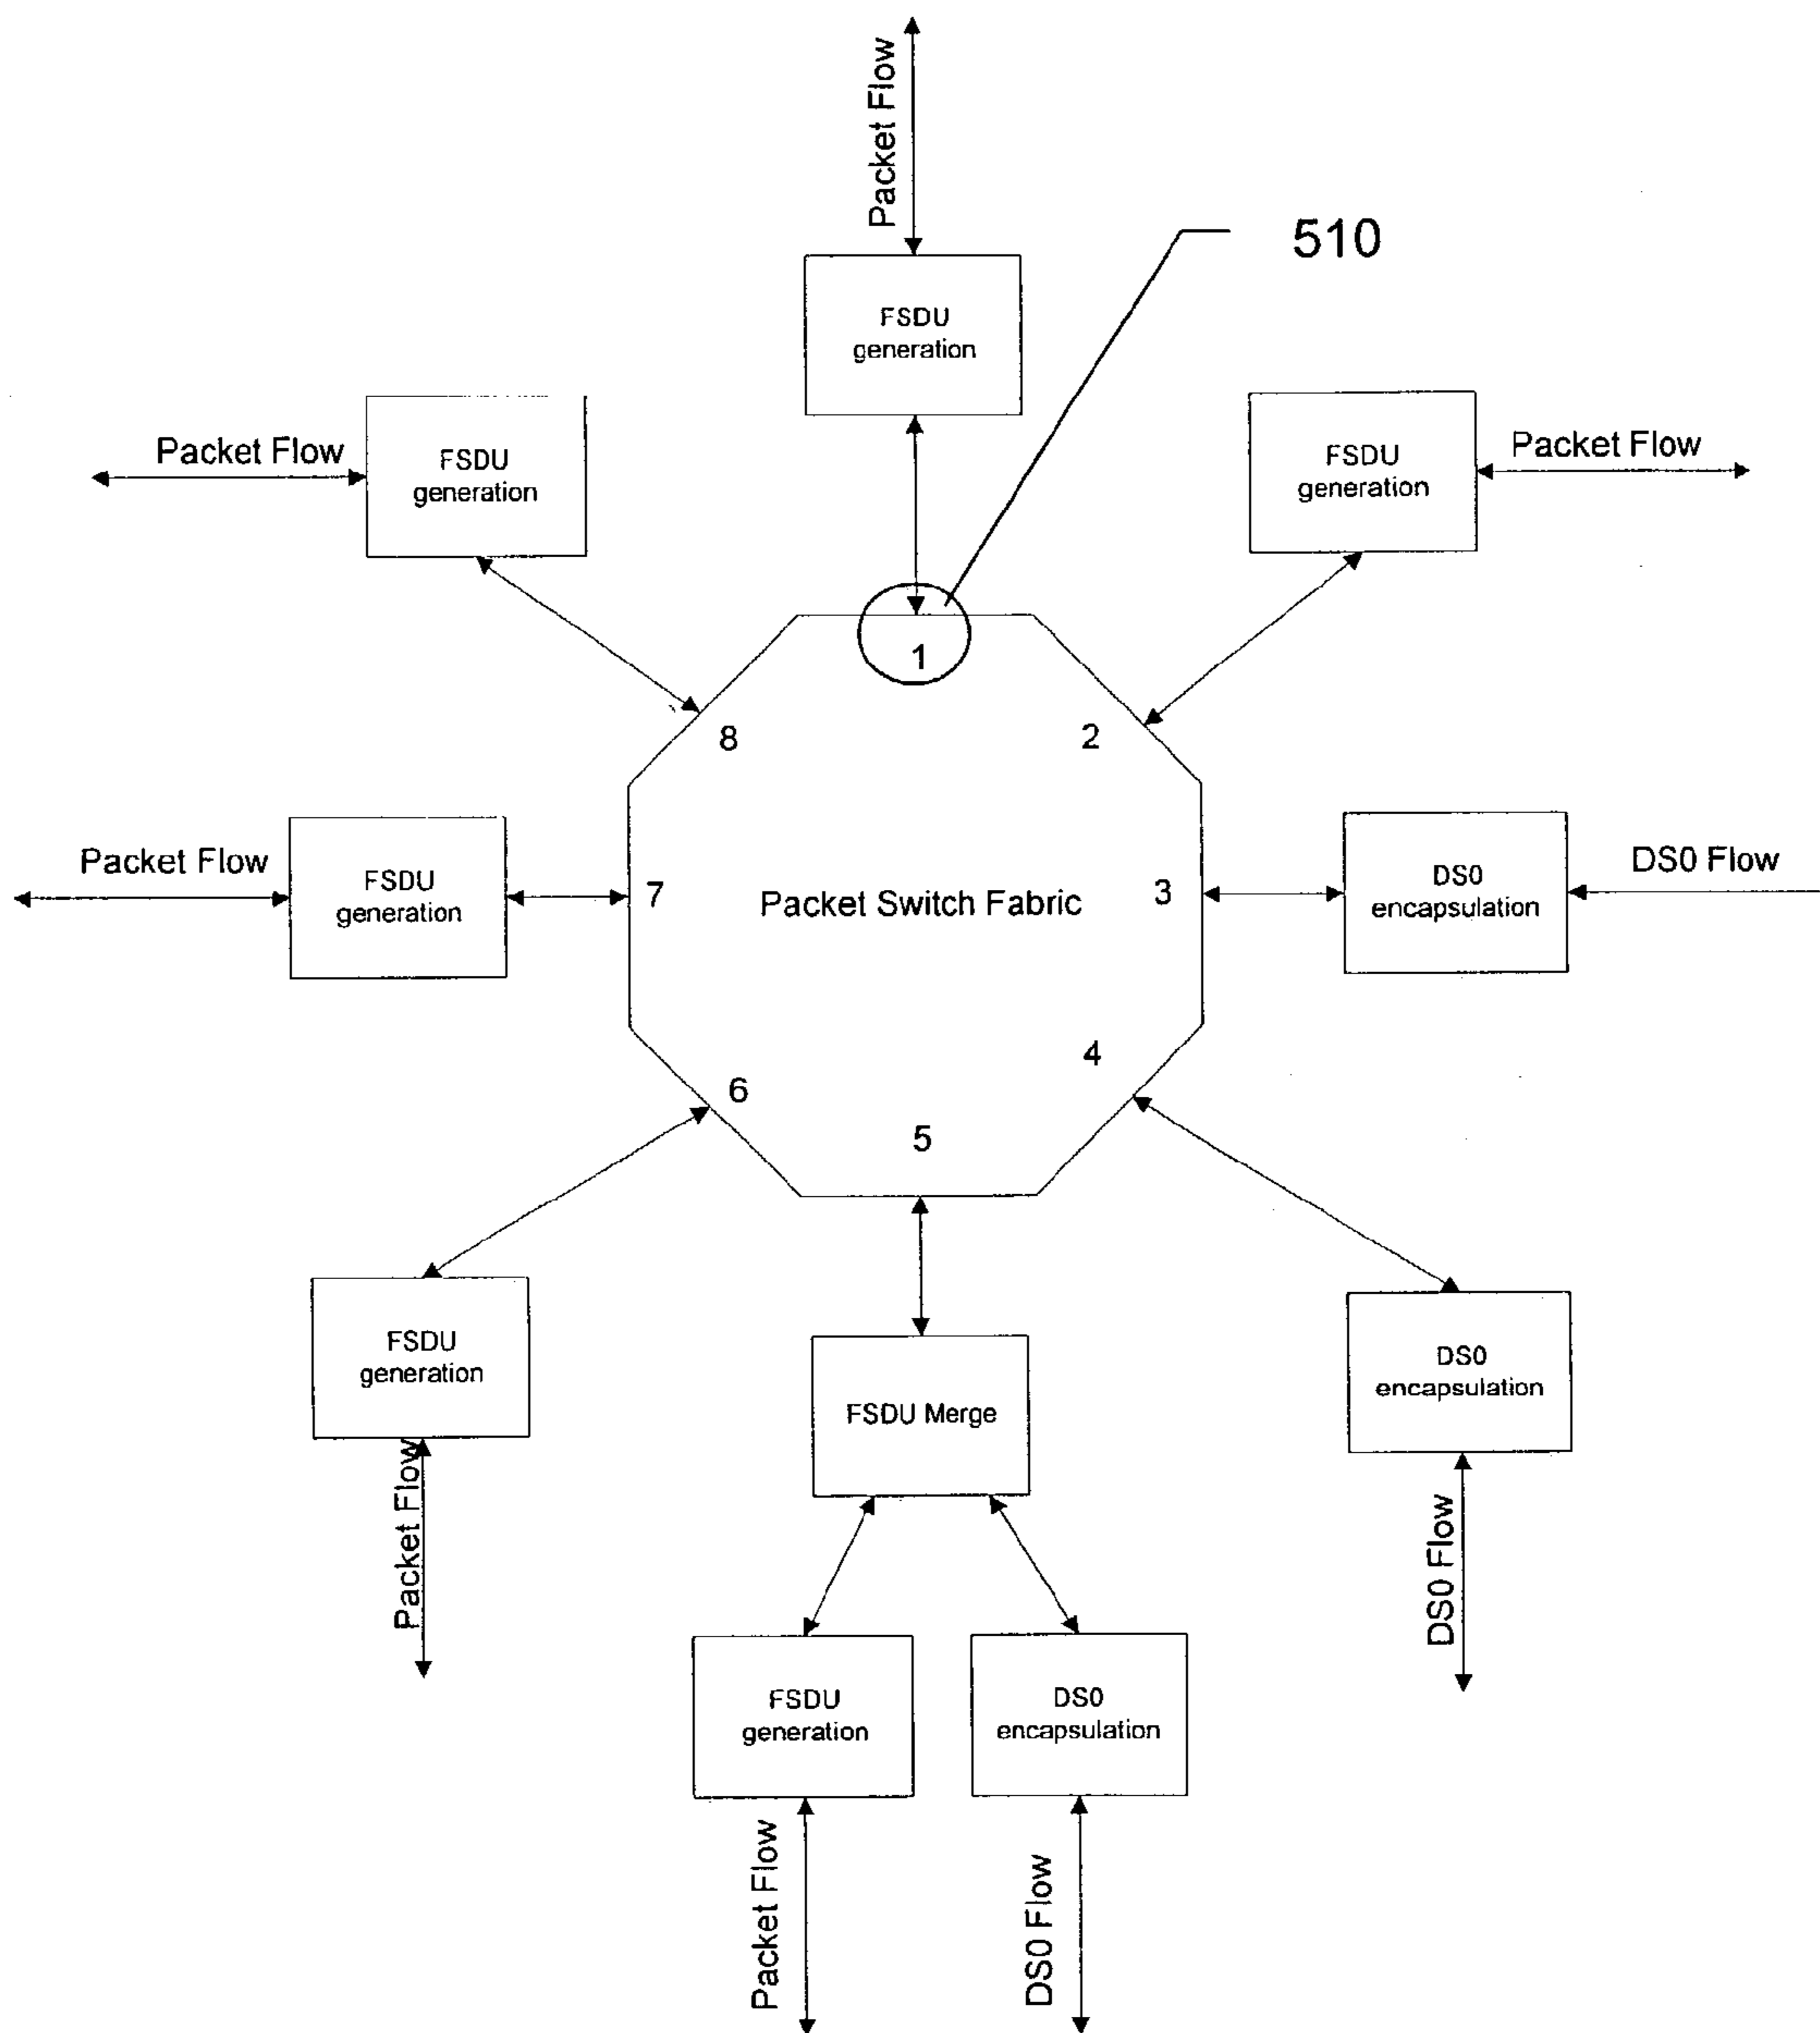 Packet Flow
510
FSDU
generation
Packet Flow
FSDU
generation
FSDU
generation
Packet Flow
1
8
2
Packet Flow
FSDU
generation
7
Packet Switch Fabric
3
DS0
encapsulation
DS0 Flow
6
4
5
FSDU
generation
Packet Flow
FSDU Merge
DS0
encapsulation
DS0 Flow
FSDU
generation
DS0
encapsulation
Packet Flow
DS0 Flow